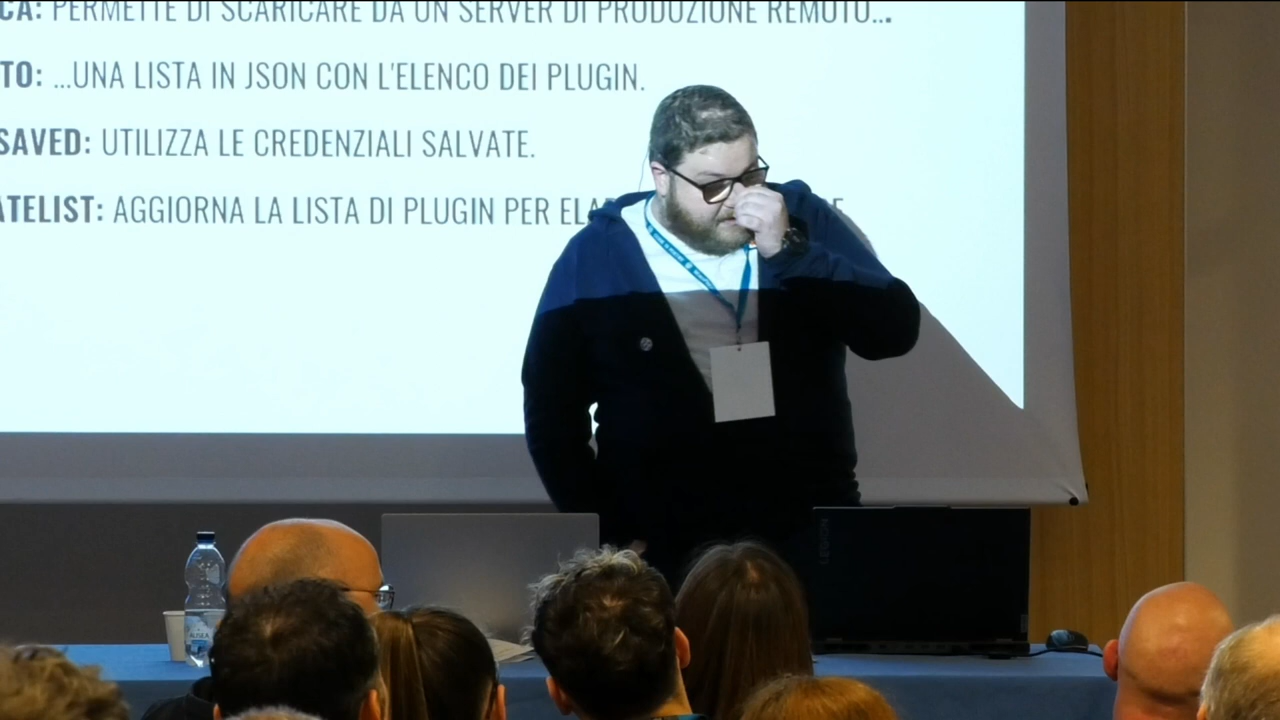 CA: PERMETTE DI SCARICARE DA UN SERVER DI PRODUZIONE REMOTO...
TO: ...UNA LISTA IN JSON CON L'ELENCO DEI PLUGIN.
SAVED: UTILIZZA LE CREDENZIALI SALVATE.
ATELIST: AGGIORNA LA LISTA DI PLUGIN PER
LENOVO